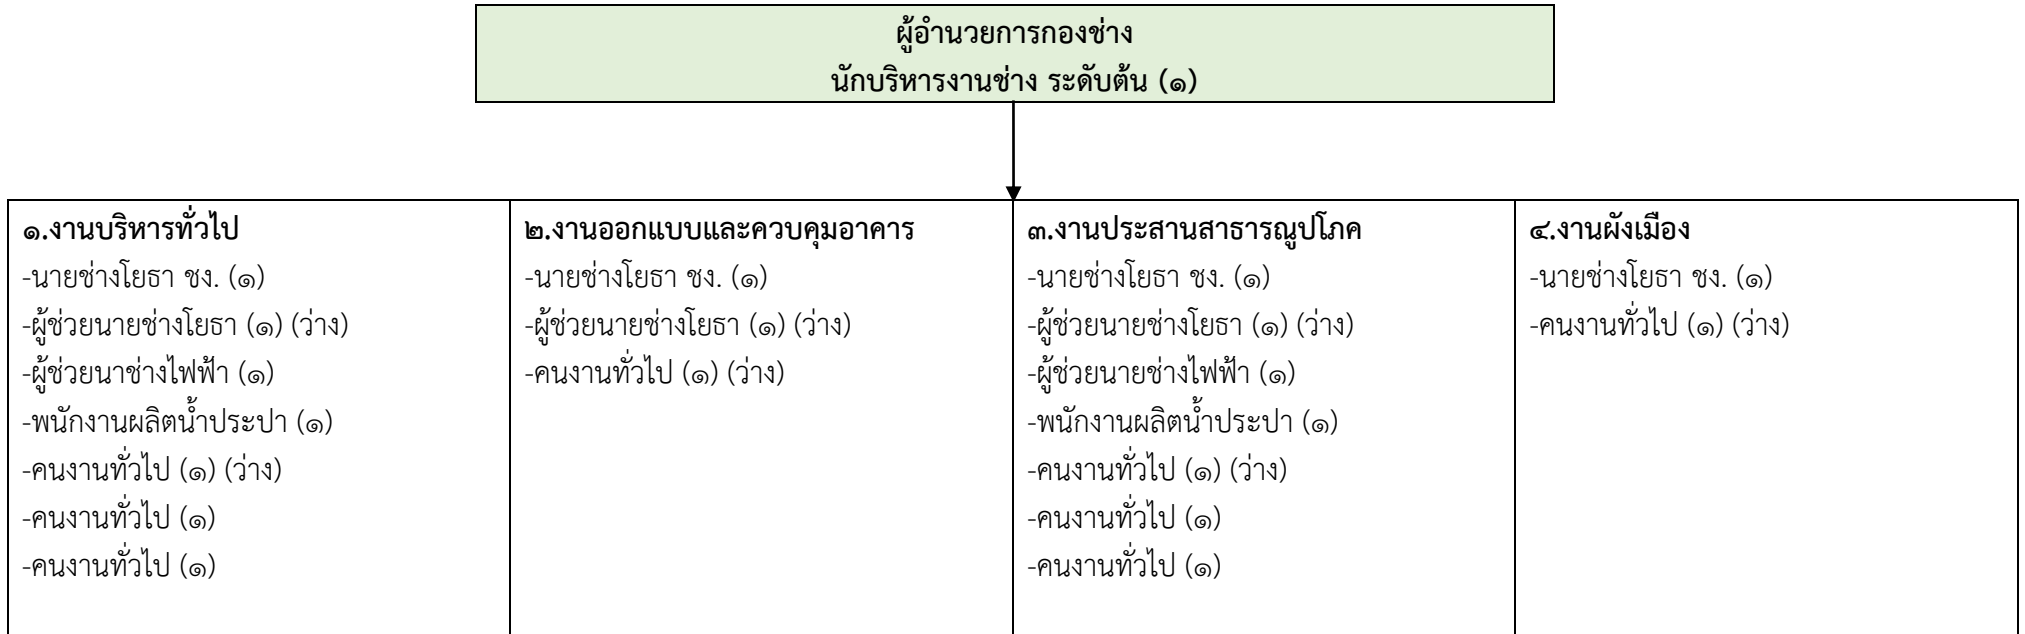 ผู้อำนวยการกองช่าง
นักบริหารงานช่าง ระดับต้น (๑)
๑.งานบริหารทั่วไป
-นายช่างโยธา ชง. (๑)
-ผู้ช่วยนายช่างโยธา (๑) (ว่าง)
-ผู้ช่วยนาช่างไฟฟ้า (๑)
-พนักงานผลิตน้ำประปา (๑)
-คนงานทั่วไป (๑) (ว่าง)
-คนงานทั่วไป (๑)
-คนงานทั่วไป (๑)
๒.งานออกแบบและควบคุมอาคาร
-นายช่างโยธา ชง. (๑)
-ผู้ช่วยนายช่างโยธา (๑) (ว่าง)
-คนงานทั่วไป (๑) (ว่าง)
๓.งานประสานสาธารณูปโภค
-นายช่างโยธา ชง. (๑)
-ผู้ช่วยนายช่างโยธา (๑) (ว่าง)
-ผู้ช่วยนายช่างไฟฟ้า (๑)
-พนักงานผลิตน้ำประปา (๑)
-คนงานทั่วไป (๑) (ว่าง)
-คนงานทั่วไป (๑)
-คนงานทั่วไป (๑)
๔.งานผังเมือง
-นายช่างโยธา ชง. (๑)
-คนงานทั่วไป (๑) (ว่าง)